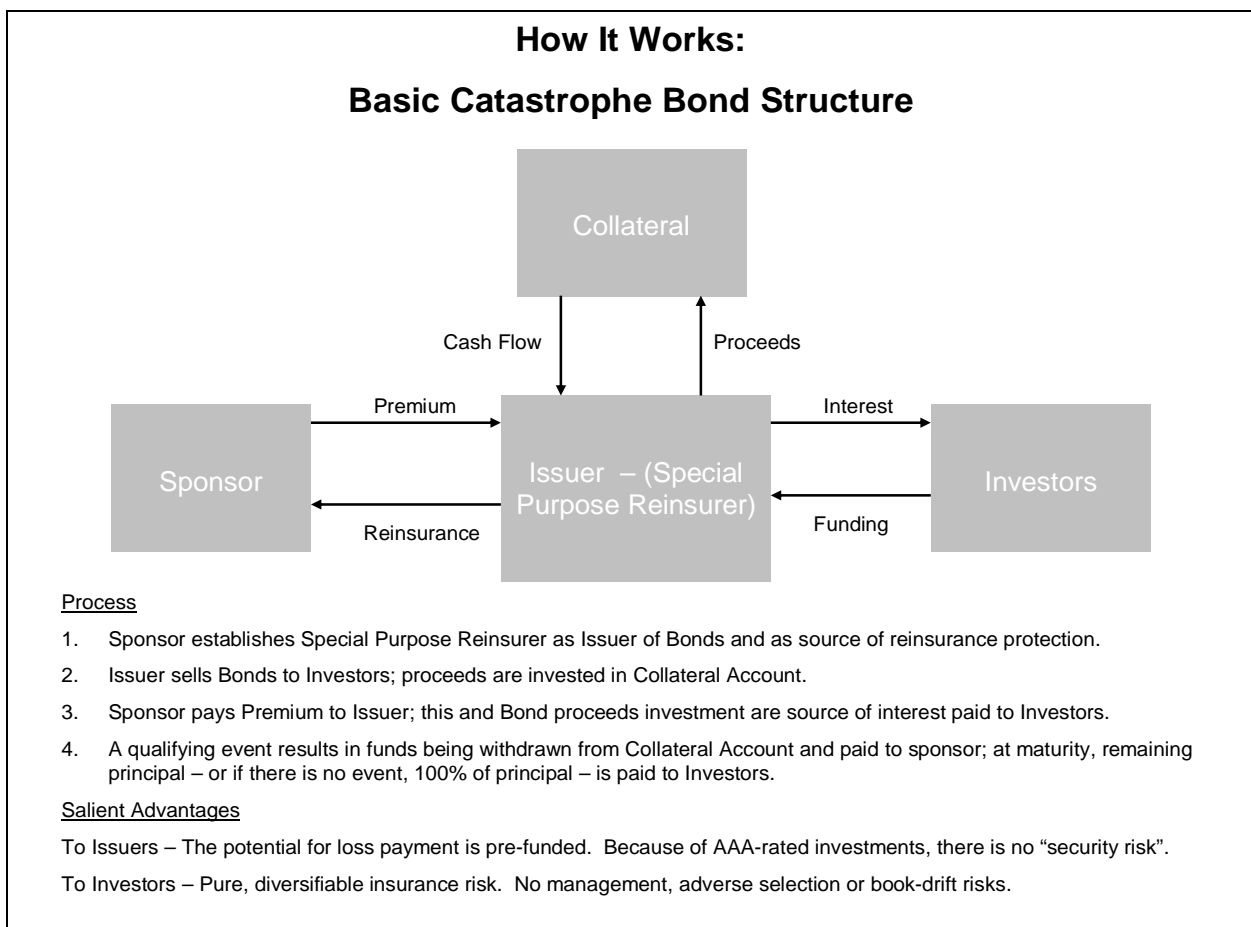 How It Works:
Basic Catastrophe Bond Structure
Collateral
Cash Flow
Proceeds
Premium
Interest
Sponsor
Issuer – (Special
Purpose Reinsurer)
Investors
Reinsurance
Funding
Process
1. Sponsor establishes Special Purpose Reinsurer as Issuer of Bonds and as source of reinsurance protection.
2. Issuer sells Bonds to Investors; proceeds are invested in Collateral Account.
3. Sponsor pays Premium to Issuer; this and Bond proceeds investment are source of interest paid to Investors.
4. A qualifying event results in funds being withdrawn from Collateral Account and paid to sponsor; at maturity, remaining
principal – or if there is no event, 100% of principal – is paid to Investors.
Salient Advantages
To Issuers – The potential for loss payment is pre-funded. Because of AAA-rated investments, there is no “security risk”.
To Investors – Pure, diversifiable insurance risk. No management, adverse selection or book-drift risks.